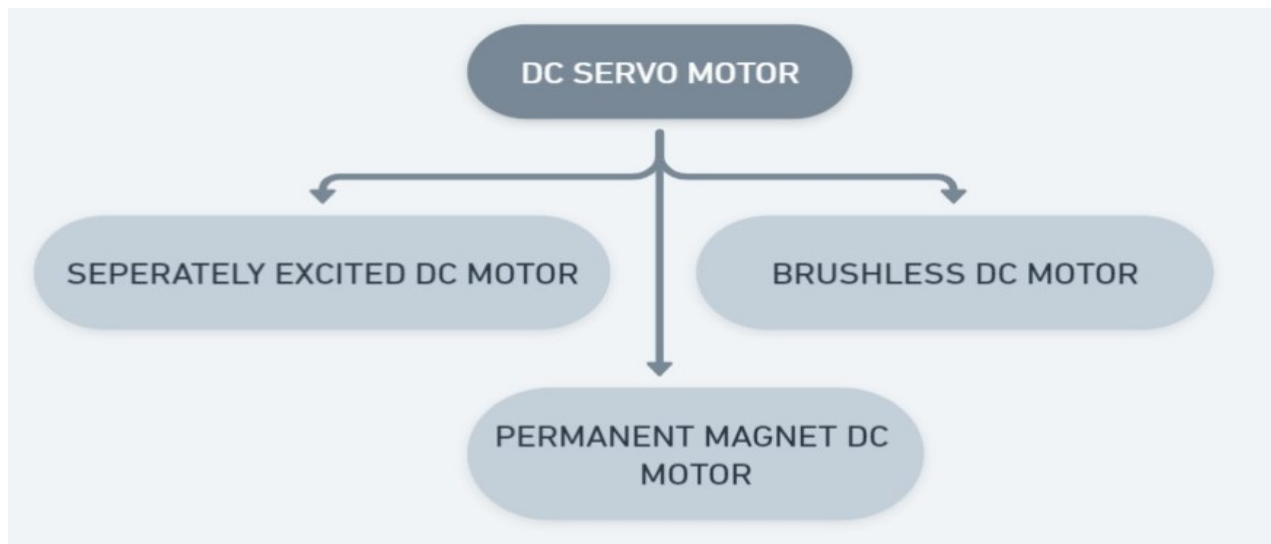 DC SERVO MOTOR
SEPERATELY EXCITED DC MOTOR
BRUSHLESS DC MOTOR
PERMANENT MAGNET DC
MOTOR